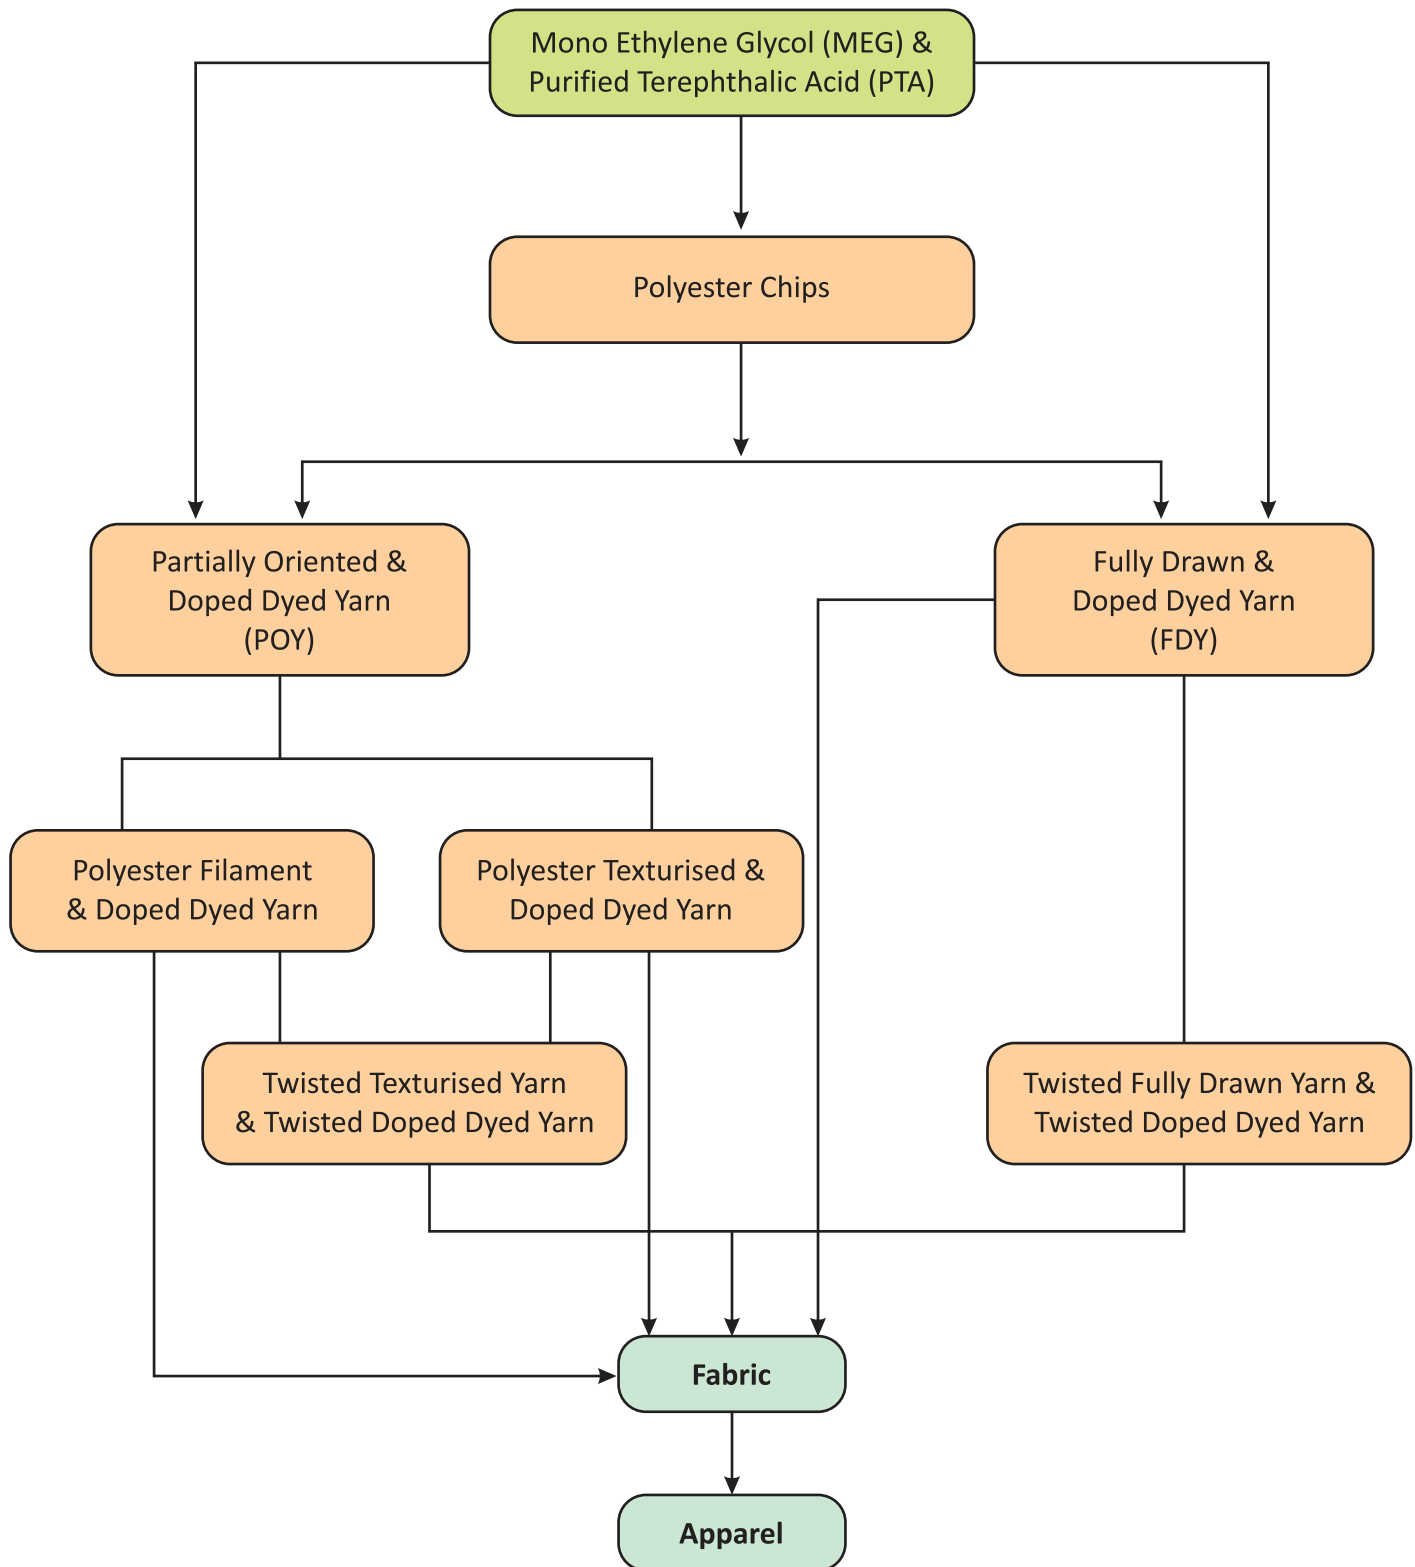 Mono Ethylene Glycol (MEG) &
Purified Terephthalic Acid (PTA)
Polyester Chips
Partially Oriented &
Doped Dyed Yarn
(POY)
Fully Drawn &
Doped Dyed Yarn
(FDY)
Polyester Filament
& Doped Dyed Yarn
Polyester Texturised &
Doped Dyed Yarn
Twisted Texturised Yarn
& Twisted Doped Dyed Yarn
Twisted Fully Drawn Yarn &
Twisted Doped Dyed Yarn
Fabric
Apparel